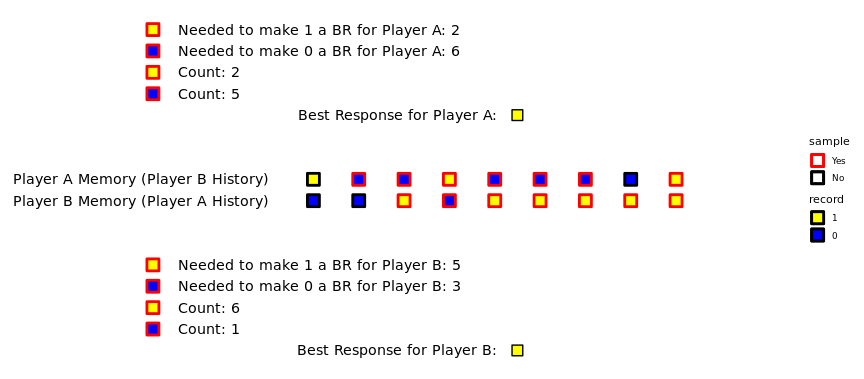 Needed to make 1 a BR for Player A: 2
Needed to make 0 a BR for Player A: 6
Count: 2
Count: 5
Best Response for Player A:
sample
Yes
No
record
1
0
Player A Memory (Player B History)
Player B Memory (Player A History)
Needed to make 1 a BR for Player B: 5
Needed to make 0 a BR for Player B: 3
Count: 6
Count: 1
Best Response for Player B: